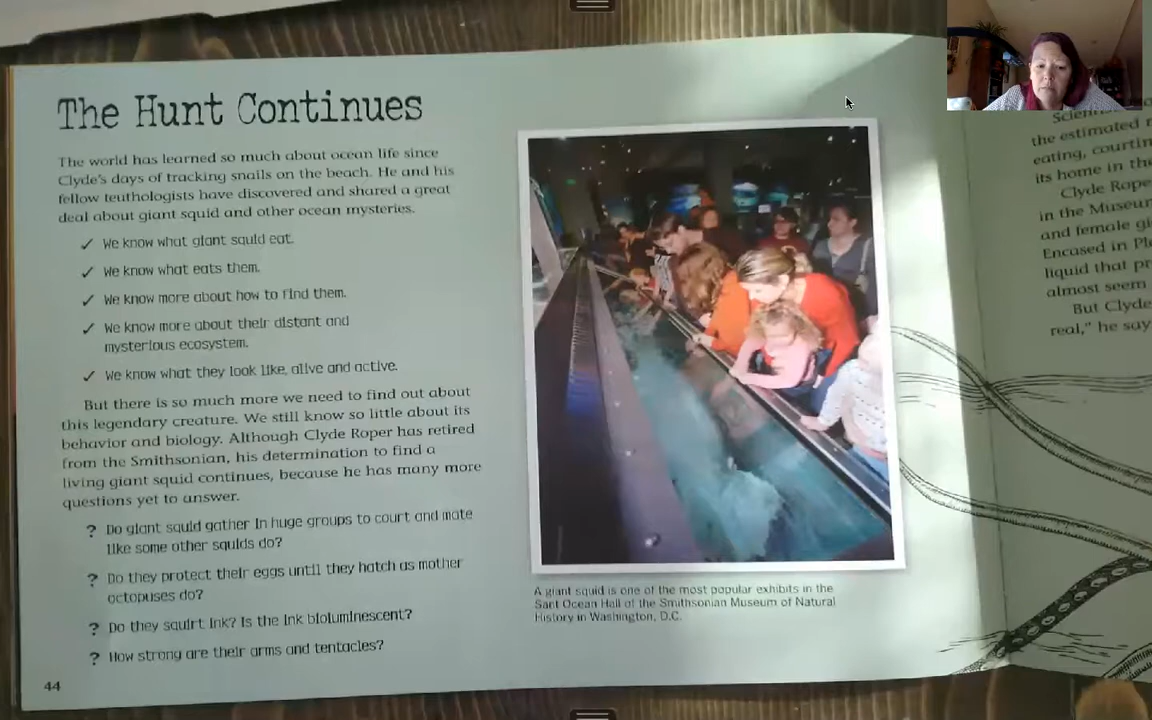 The Hunt Continues
The world has learned so much about ocean life since
Clyde's days of tracking snails on the beach. He and his
fellow teuthologists have discovered and shared a great
deal about giant squid and other ocean mysteries.
✓ We know what giant squid eat.
✓ We know what eats them.
✓ We know more about how to find them.
✓ We know more about their distant and
mysterious ecosystem.
✓ We know what they look like, alive and active.
But there is so much more we need to find out about
this legendary creature. We still know so little about its
behavior and biology. Although Clyde Roper has retired
from the Smithsonian, his determination to find a
living giant squid continues, because he has many more
questions yet to answer.
? Do giant squid gather in huge groups to court and mate
like some other squids do?
? Do they protect their eggs until they hatch as mother
octopuses do?
? Do they squirt ink? Is the ink bioluminescent?
? How strong are their arms and tentacles?
44
A giant squid is one of the most popular exhibits in the
Sant Ocean Hall of the Smithsonian Museum of Natural
History in Washington, D.C.
the estimated
eating, courtin
its home in the
Clyde Rope
in the Museu
and female gi
Encased in Pl
liquid that pr
almost seem
But Clyde
real," he say